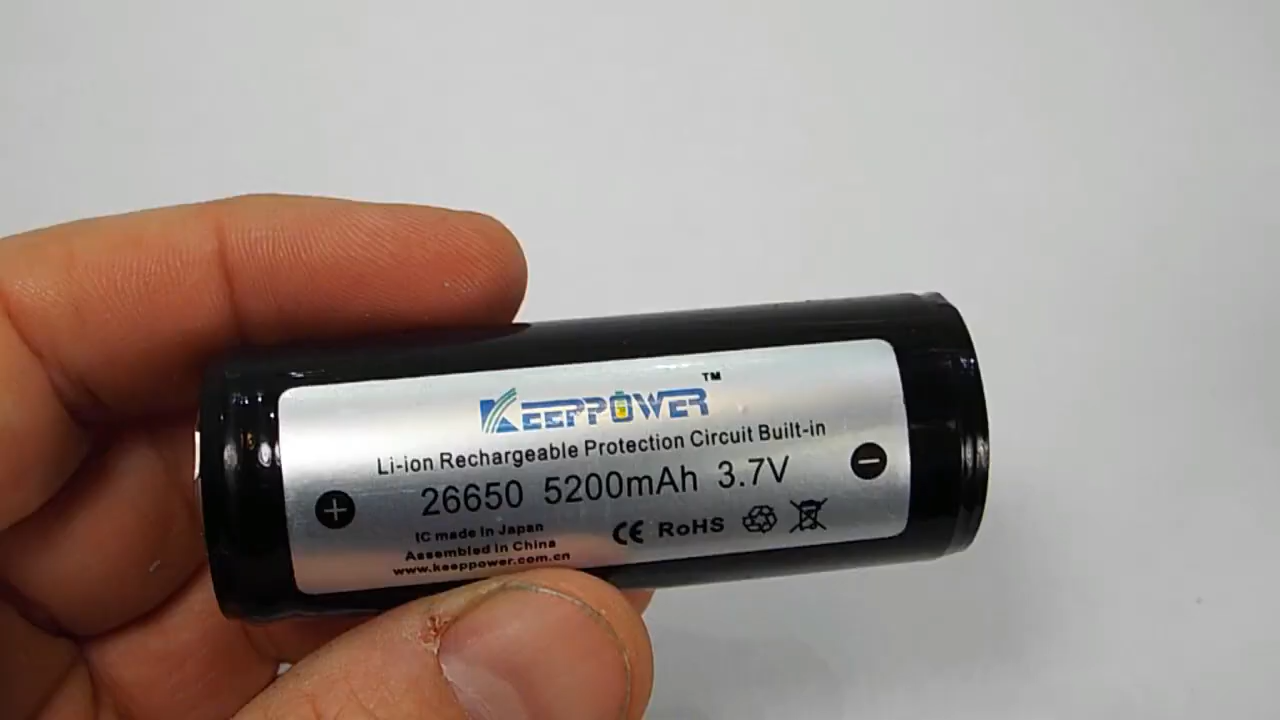 KEEPPOWER™
Li-ion Rechargeable Protection Circuit Built-in
26650 5200mAh 3.7V
+
−
IC made in Japan
Assembled in China
www.keeppower.com.cn
CE RoHS